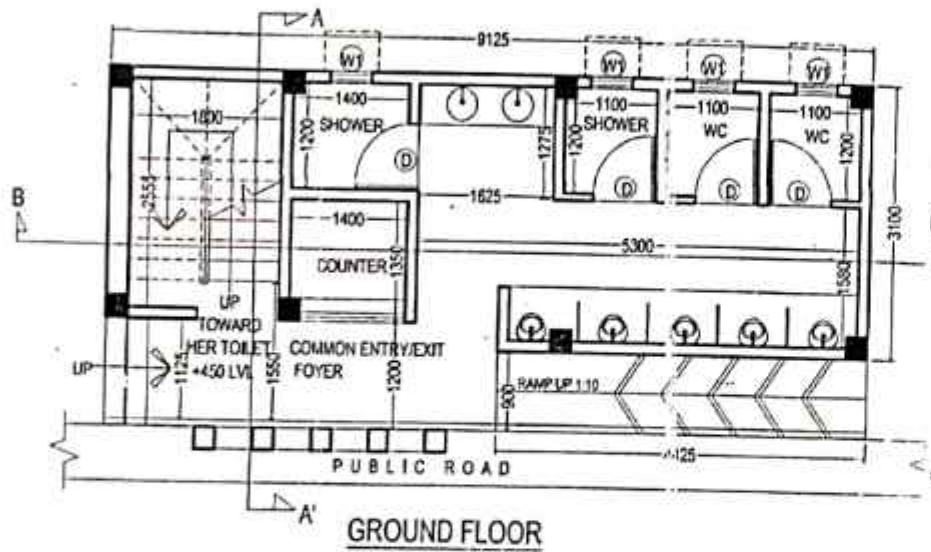 A
9125
W1
W1
W1
W1
1400
1100
1100
1100
1800
SHOWER
SHOWER
WC
WC
1200
1275
1200
1200
D
D
D
D
2555
1625
B
1400
3100
5300
COUNTER
1350
1580
UP
TOWARD
HER TOILET
+450 LVL
COMMON ENTRY/EXIT
FOYER
UP
1125
1550
1200
900
RAMP UP 1:10
PUBLIC ROAD
A'
GROUND FLOOR